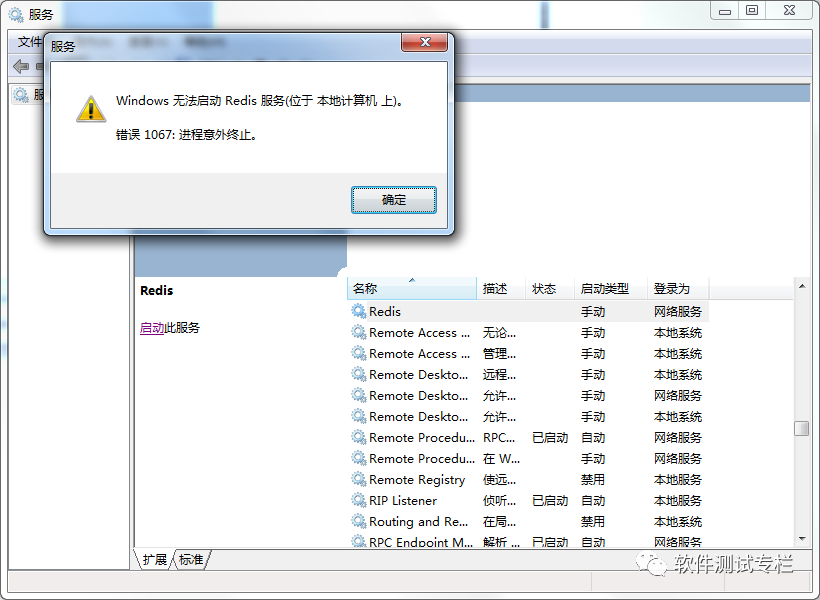 服务
文件
服务
Windows 无法启动 Redis 服务(位于 本地计算机 上)。
错误 1067: 进程意外终止。
确定
服
Redis
启动此服务
名称 描述 状态 启动类型 登录为
Redis 手动 网络服务
Remote Access ... 无论... 手动 本地系统
Remote Access ... 管理... 手动 本地系统
Remote Deskto... 远程... 手动 本地系统
Remote Deskto... 允许... 手动 网络服务
Remote Deskto... 允许... 手动 本地系统
Remote Procedu... RPC... 已启动 自动 网络服务
Remote Procedu... 在 W... 手动 网络服务
Remote Registry 使远... 禁用 本地服务
RIP Listener 侦听... 已启动 自动 本地服务
Routing and Re... 在局... 禁用 本地系统
RPC Endpoint M... 解析 ... 已启动 自动 网络服务
扩展 标准
软件测试专栏